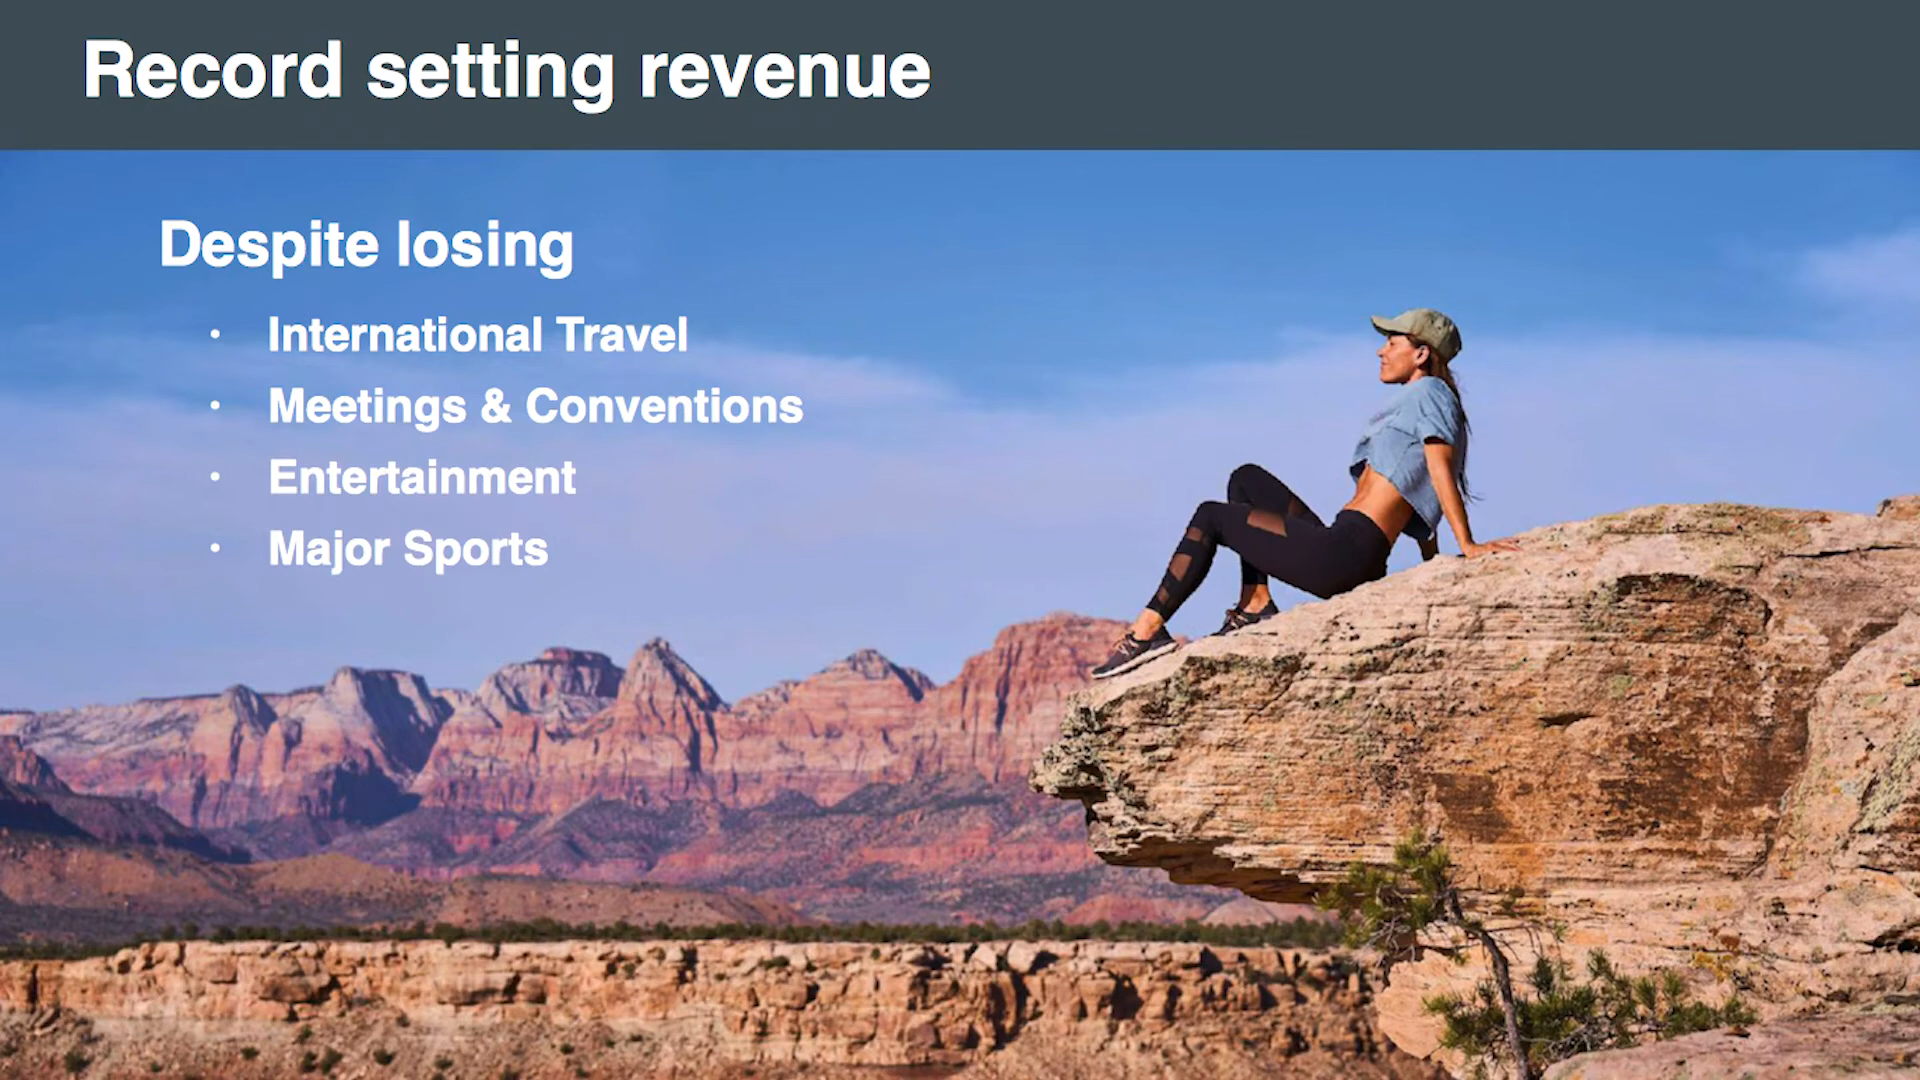 Record setting revenue
Despite losing
• International Travel
• Meetings & Conventions
• Entertainment
• Major Sports